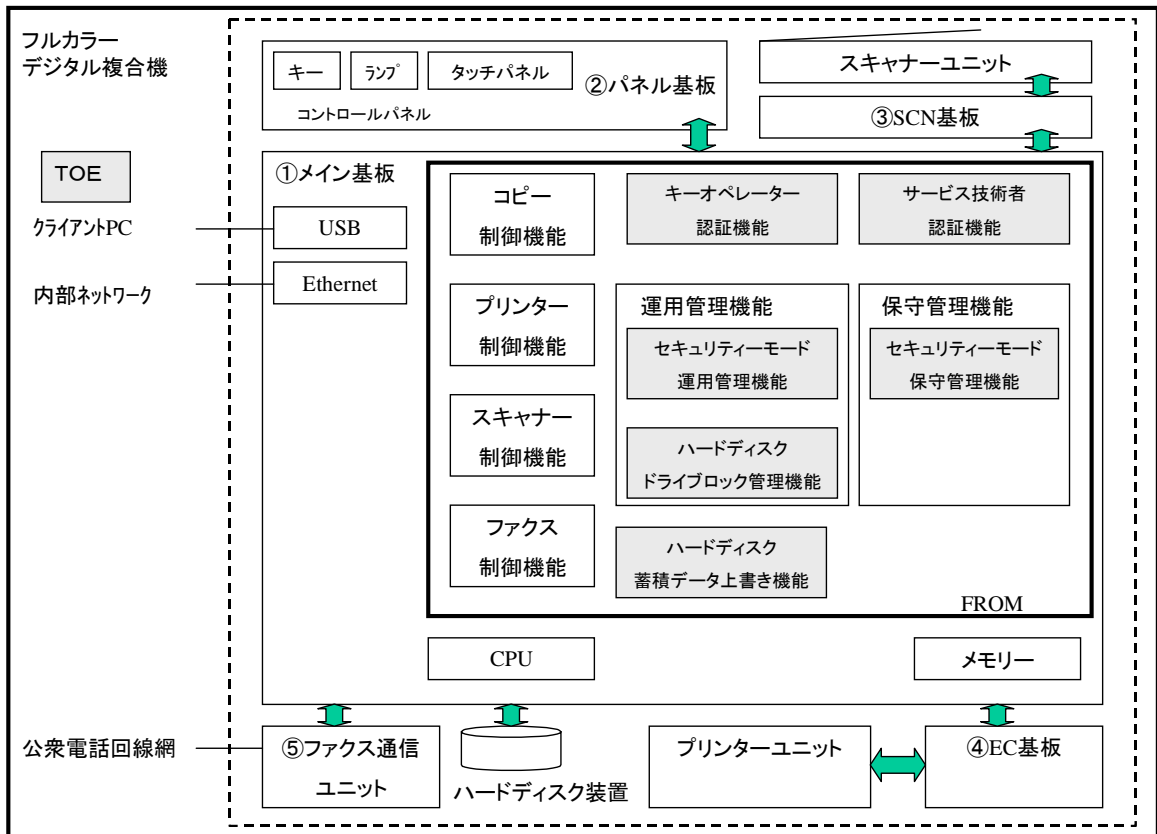 フルカラー
デジタル複合機
キー
ランプ
タッチパネル
②パネル基板
コントロールパネル
スキャナーユニット
③SCN基板
TOE
クライアントPC
内部ネットワーク
①メイン基板
USB
Ethernet
コピー
制御機能
キーオペレーター
認証機能
サービス技術者
認証機能
プリンター
制御機能
運用管理機能
セキュリティーモード
運用管理機能
保守管理機能
セキュリティーモード
保守管理機能
スキャナー
制御機能
ハードディスク
ドライブロック管理機能
ファクス
制御機能
ハードディスク
蓄積データ上書き機能
FROM
CPU
メモリー
公衆電話回線網
⑤ファクス通信
ユニット
ハードディスク装置
プリンターユニット
④EC基板